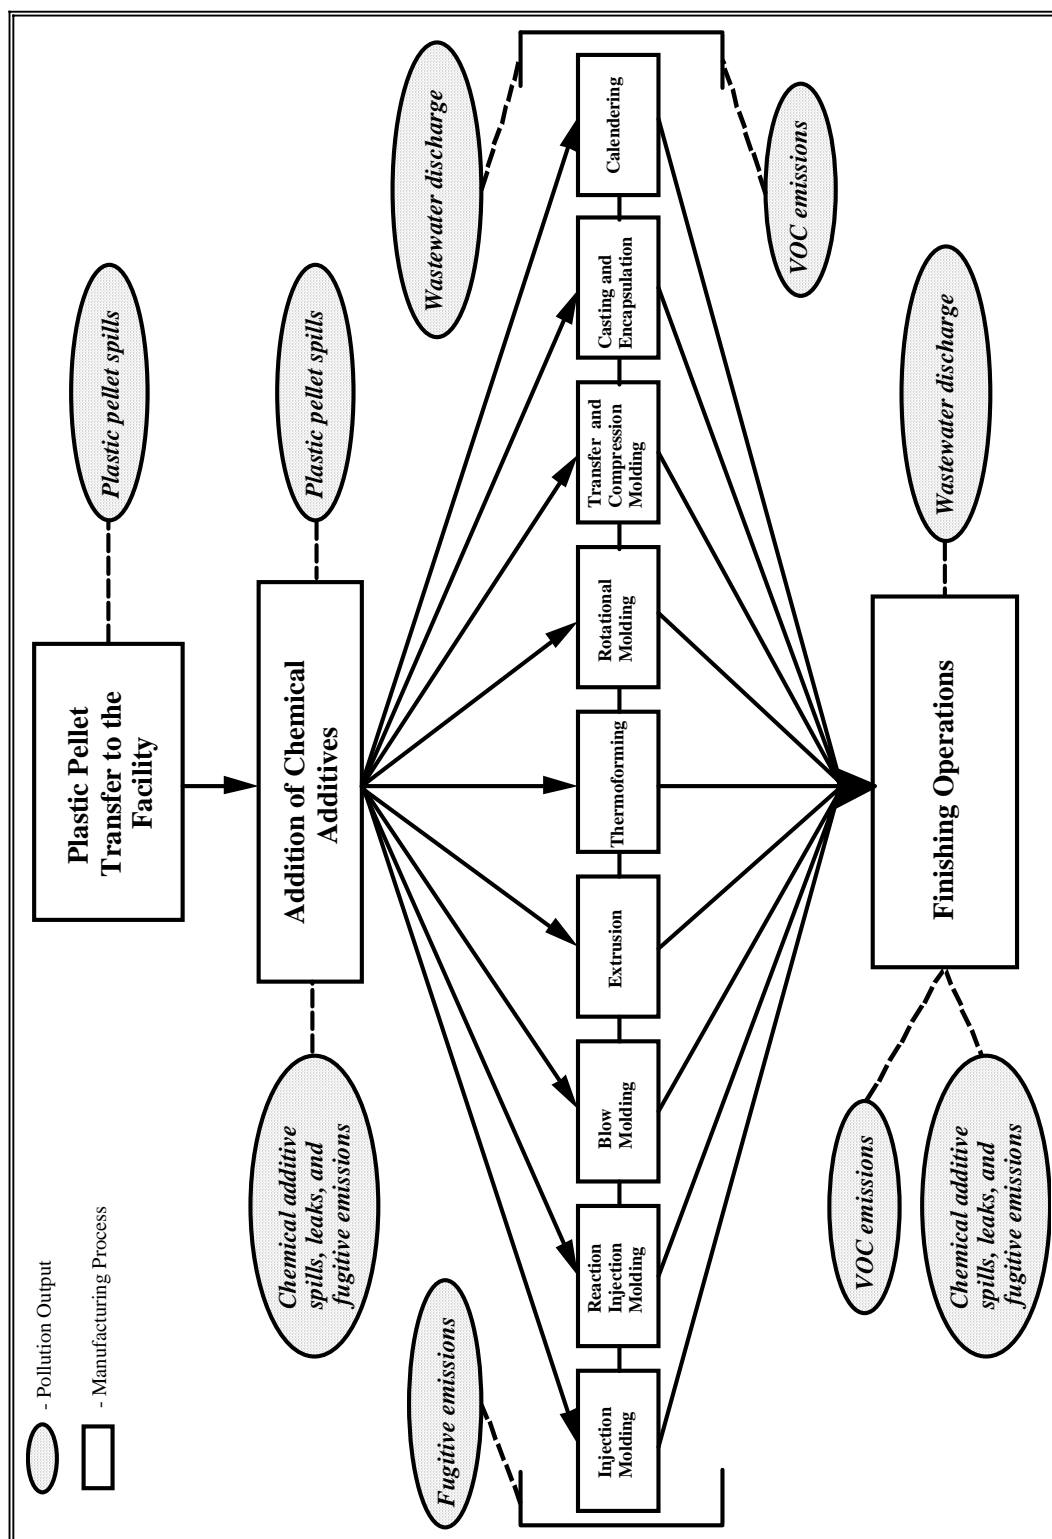 - Pollution Output
- Manufacturing Process
Plastic Pellet
Transfer to the
Facility
Plastic pellet spills
Addition of Chemical
Additives
Chemical additive
spills, leaks, and
fugitive emissions
Plastic pellet spills
Fugitive emissions
Wastewater discharge
Injection
Molding
Reaction
Injection
Molding
Blow
Molding
Extrusion
Thermoforming
Rotational
Molding
Transfer and
Compression
Molding
Casting and
Encapsulation
Calendering
VOC emissions
VOC emissions
Chemical additive
spills, leaks, and
fugitive emissions
Finishing Operations
Wastewater discharge